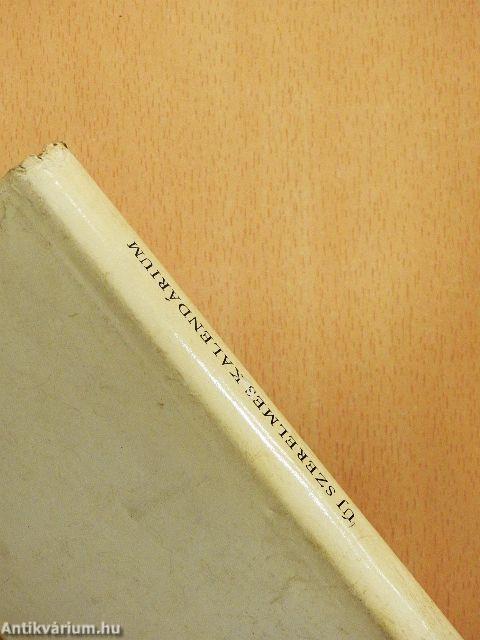 ÚJ SZERELMES KALENDÁRIUM
Antikvárium.hu